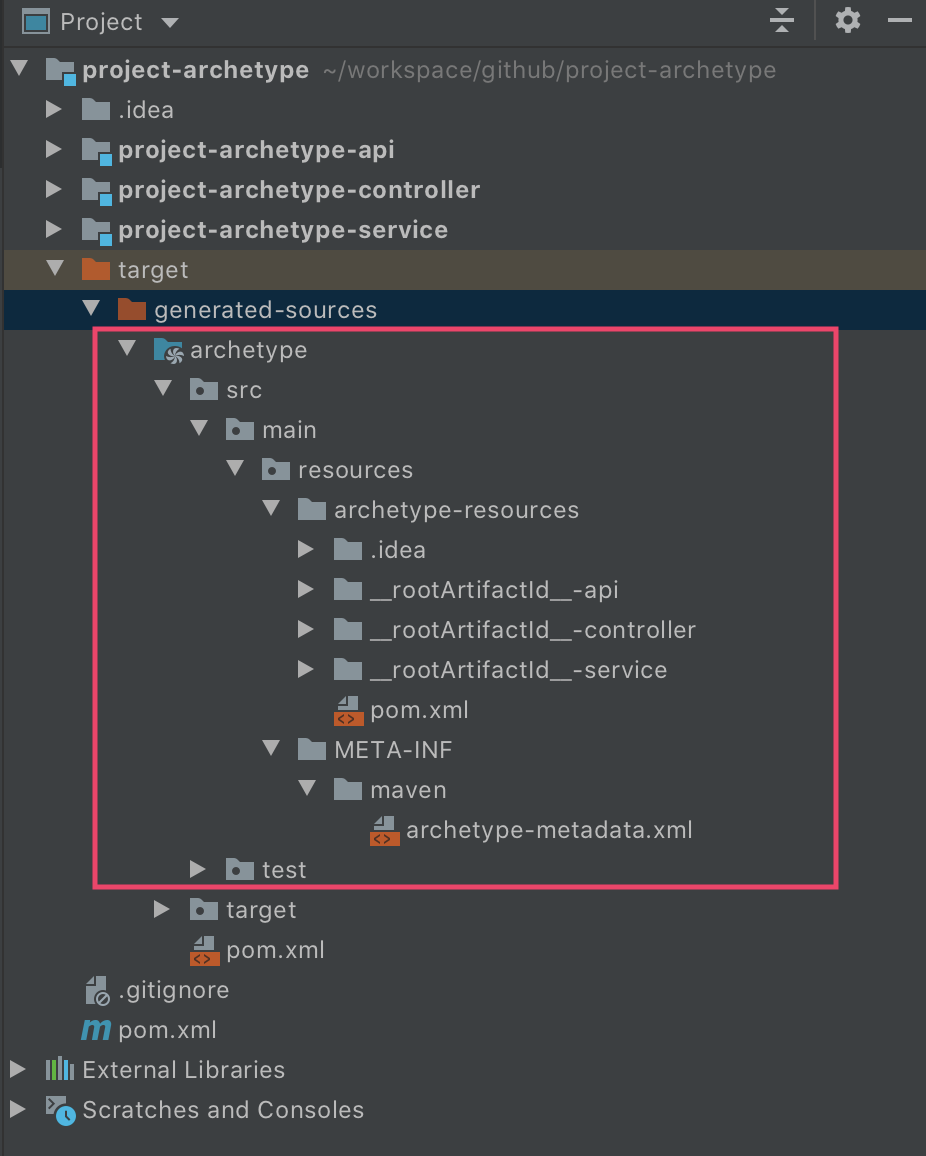 Project
project-archetype ~/workspace/github/project-archetype
.idea
project-archetype-api
project-archetype-controller
project-archetype-service
target
generated-sources
archetype
src
main
resources
archetype-resources
.idea
__rootArtifactId__-api
__rootArtifactId__-controller
__rootArtifactId__-service
pom.xml
META-INF
maven
archetype-metadata.xml
test
target
pom.xml
.gitignore
pom.xml
External Libraries
Scratches and Consoles